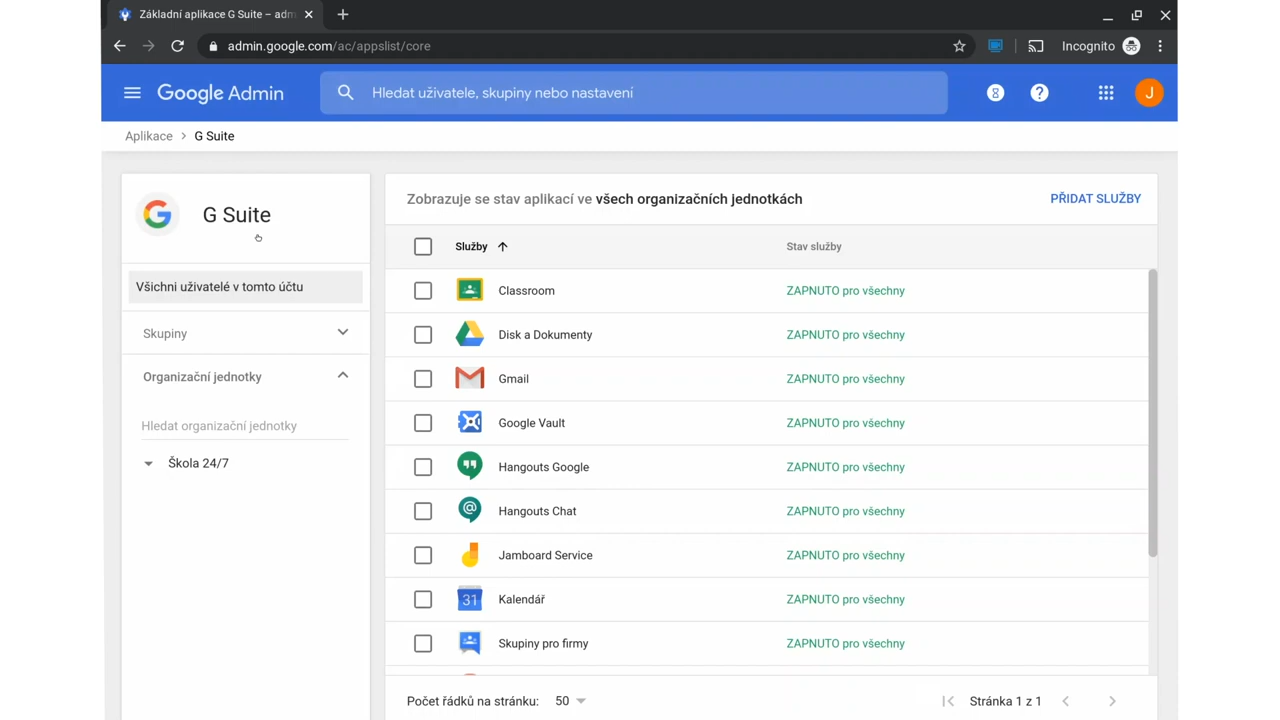 Základní aplikace G Suite – adm
admin.google.com/ac/appslist/core
Incognito
Google Admin
Hledat uživatele, skupiny nebo nastavení
J
Aplikace > G Suite
G Suite
Všichni uživatelé v tomto účtu
Skupiny
Organizační jednotky
Hledat organizační jednotky
Škola 24/7
Zobrazuje se stav aplikací ve všech organizačních jednotkách
PŘIDAT SLUŽBY
Služby
Stav služby
Classroom ZAPNUTO pro všechny
Disk a Dokumenty ZAPNUTO pro všechny
Gmail ZAPNUTO pro všechny
Google Vault ZAPNUTO pro všechny
Hangouts Google ZAPNUTO pro všechny
Hangouts Chat ZAPNUTO pro všechny
Jamboard Service ZAPNUTO pro všechny
31 Kalendář ZAPNUTO pro všechny
Skupiny pro firmy ZAPNUTO pro všechny
Počet řádků na stránku: 50
Stránka 1 z 1